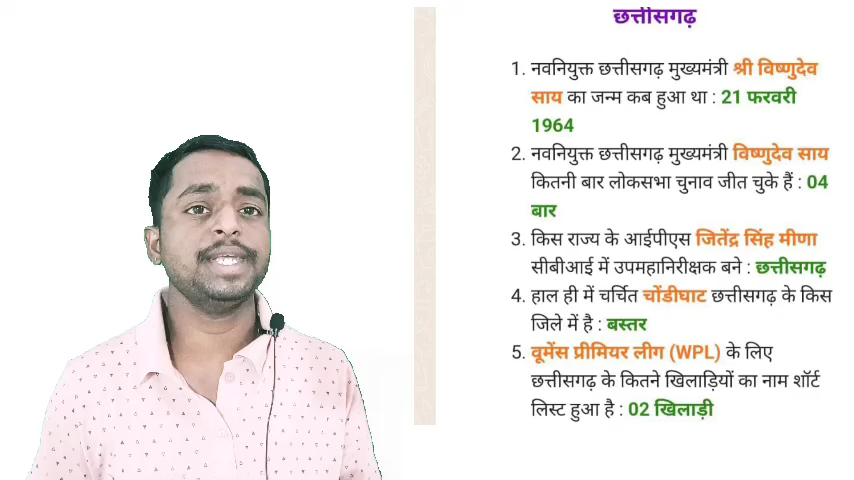 छत्तीसगढ़
1. नवनियुक्त छत्तीसगढ़ मुख्यमंत्री श्री विष्णुदेव
साय का जन्म कब हुआ था : 21 फरवरी
1964
2. नवनियुक्त छत्तीसगढ़ मुख्यमंत्री विष्णुदेव साय
कितनी बार लोकसभा चुनाव जीत चुके हैं : 04
बार
3. किस राज्य के आईपीएस जितेंद्र सिंह मीणा
सीबीआई में उपमहानिरीक्षक बने : छत्तीसगढ़
4. हाल ही में चर्चित चोंडीघाट छत्तीसगढ़ के किस
जिले में है : बस्तर
5. वूमेंस प्रीमियर लीग (WPL) के लिए
छत्तीसगढ़ के कितने खिलाड़ियों का नाम शॉर्ट
लिस्ट हुआ है : 02 खिलाड़ी